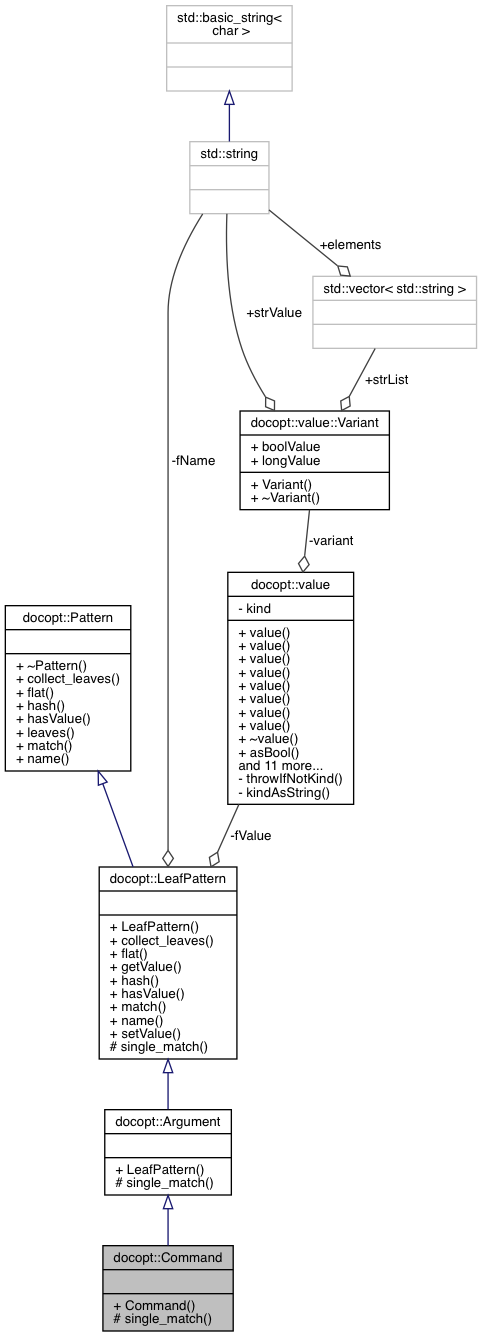 std::basic_string<
char >
std::string
+elements
std::vector< std::string >
+strValue
+strList
docopt::value::Variant
+ boolValue
+ longValue
+ Variant()
+ ~Variant()
-fName
-variant
docopt::value
- kind
+ value()
+ value()
+ value()
+ value()
+ value()
+ value()
+ value()
+ value()
+ ~value()
+ asBool()
and 11 more...
- throwIfNotKind()
- kindAsString()
docopt::Pattern
+ ~Pattern()
+ collect_leaves()
+ flat()
+ hash()
+ hasValue()
+ leaves()
+ match()
+ name()
-fValue
docopt::LeafPattern
+ LeafPattern()
+ collect_leaves()
+ flat()
+ getValue()
+ hash()
+ hasValue()
+ match()
+ name()
+ setValue()
# single_match()
docopt::Argument
+ LeafPattern()
# single_match()
docopt::Command
+ Command()
# single_match()